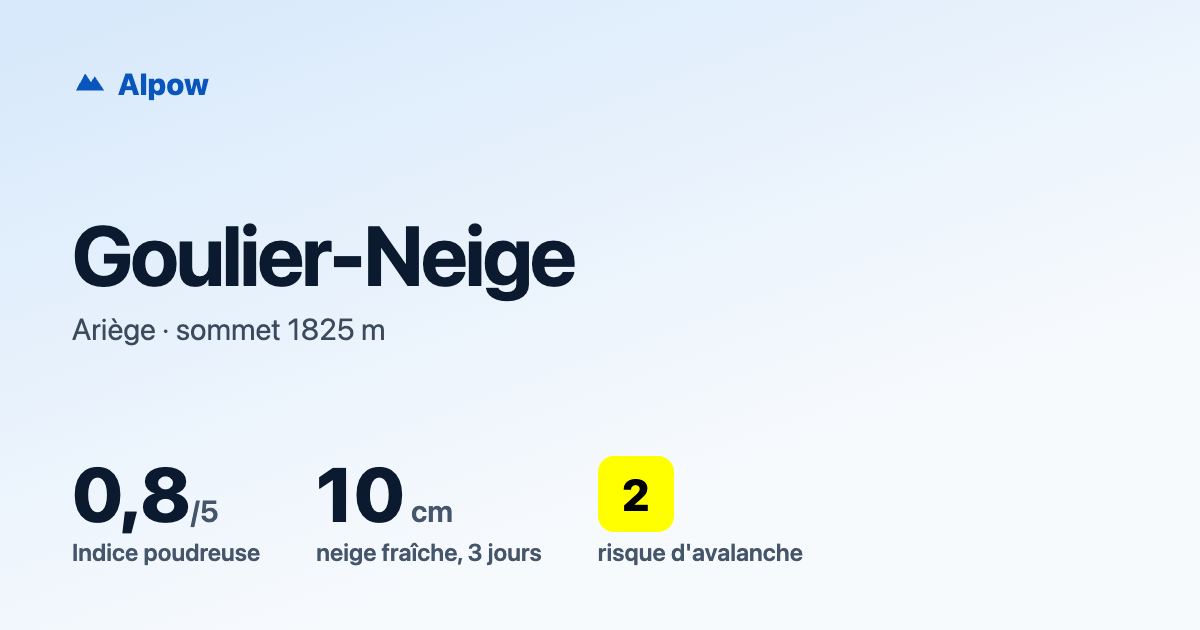 Alpow
Goulier-Neige
Ariège · sommet 1825 m
0,8/5
Indice poudreuse
10 cm
neige fraîche, 3 jours
2
risque d'avalanche